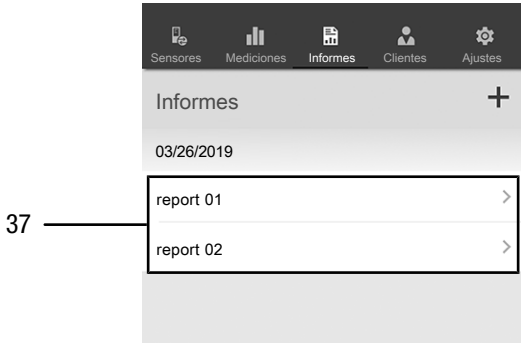 Sensores Mediciones Informes Clientes Ajustes
Informes +
03/26/2019
report 01
37
report 02